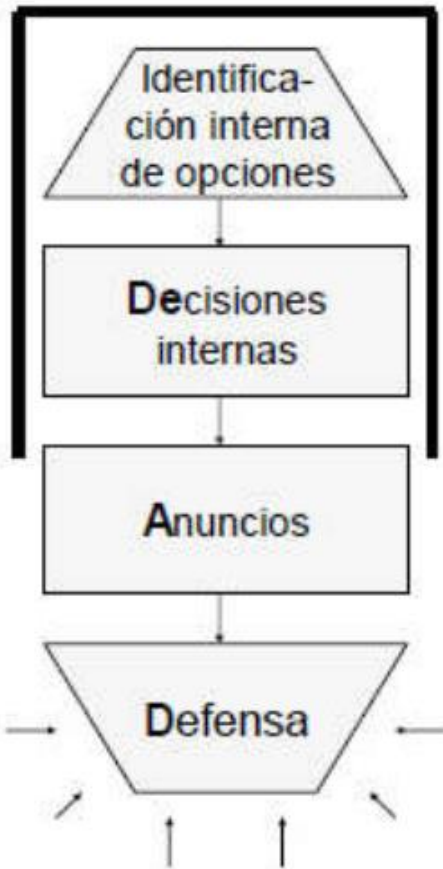 Identifica-
ción interna
de opciones
Decisiones
internas
Anuncios
Defensa